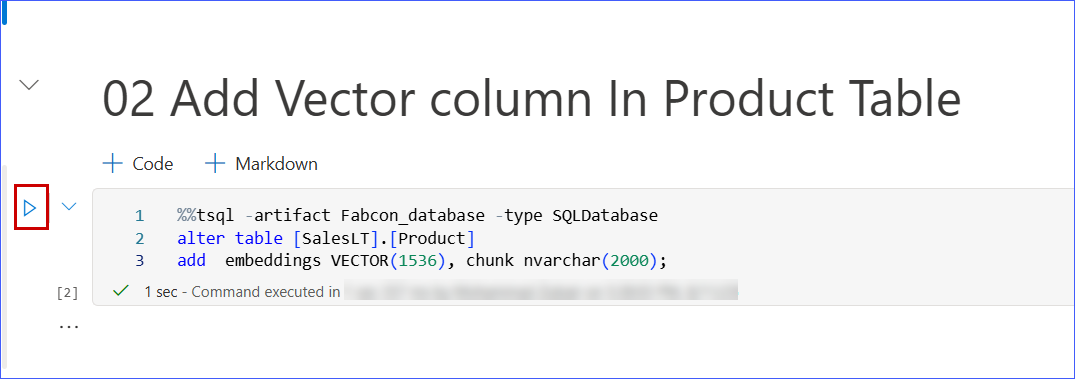 02 Add Vector column In Product Table
+ Code + Markdown
1 %%tsql -artifact Fabcon_database -type SQLDatabase
2 alter table [SalesLT].[Product]
3 add  embeddings VECTOR(1536), chunk nvarchar(2000);
[2] 1 sec - Command executed in
...